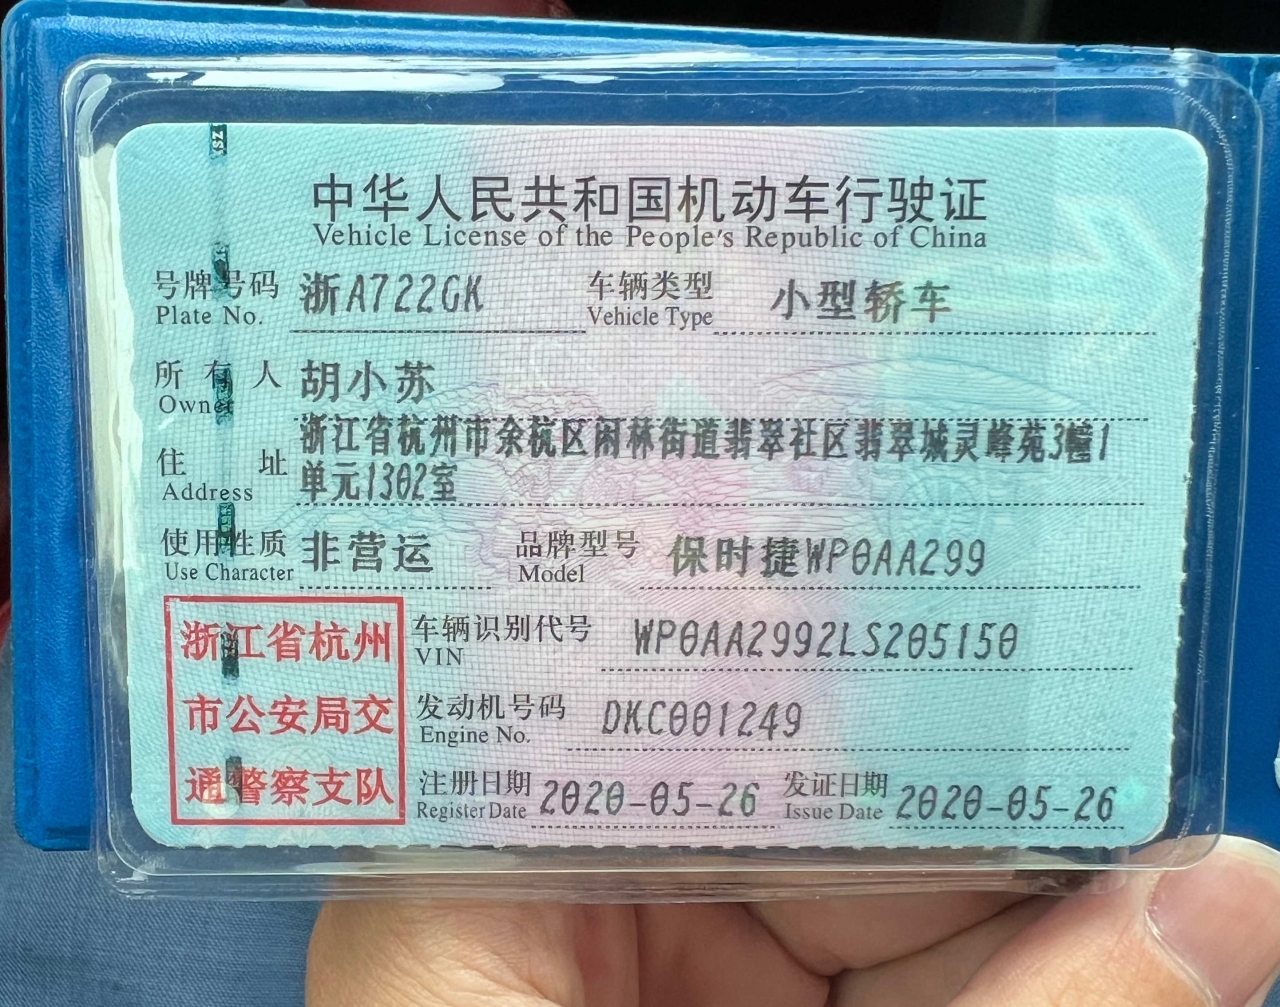 中华人民共和国机动车行驶证
Vehicle License of the People's Republic of China
号牌号码 浙A722GK 车辆类型 小型轿车
Plate No. Vehicle Type
所有人 胡小苏
Owner
浙江省杭州市余杭区闲林街道翡翠社区翡翠城灵峰苑3幢1
住址 单元1302室
Address
使用性质 非营运 品牌型号 保时捷WP0AA299
Use Character Model
浙江省杭州
市公安局交
通警察支队
车辆识别代号 WP0AA2992LS205150
VIN
发动机号码 DKC001249
Engine No.
注册日期 2020-05-26 发证日期 2020-05-26
Register Date Issue Date